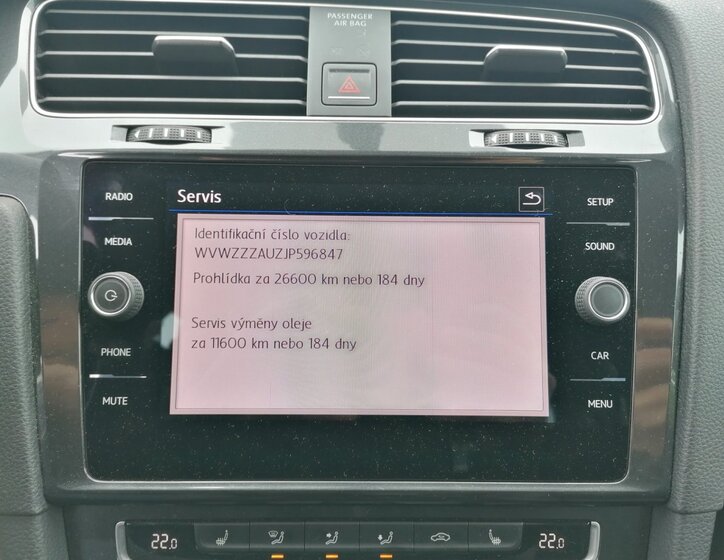 PASSENGER
AIR BAG
RADIO
Servis
SETUP
MEDIA
Identifikační číslo vozidla:
SOUND
WVWZZZAUZJP596847
Prohlídka za 26600 km nebo 184 dny
Servis výměny oleje
PHONE
za 11600 km nebo 184 dny
CAR
MUTE
MENU
22.0
22.0